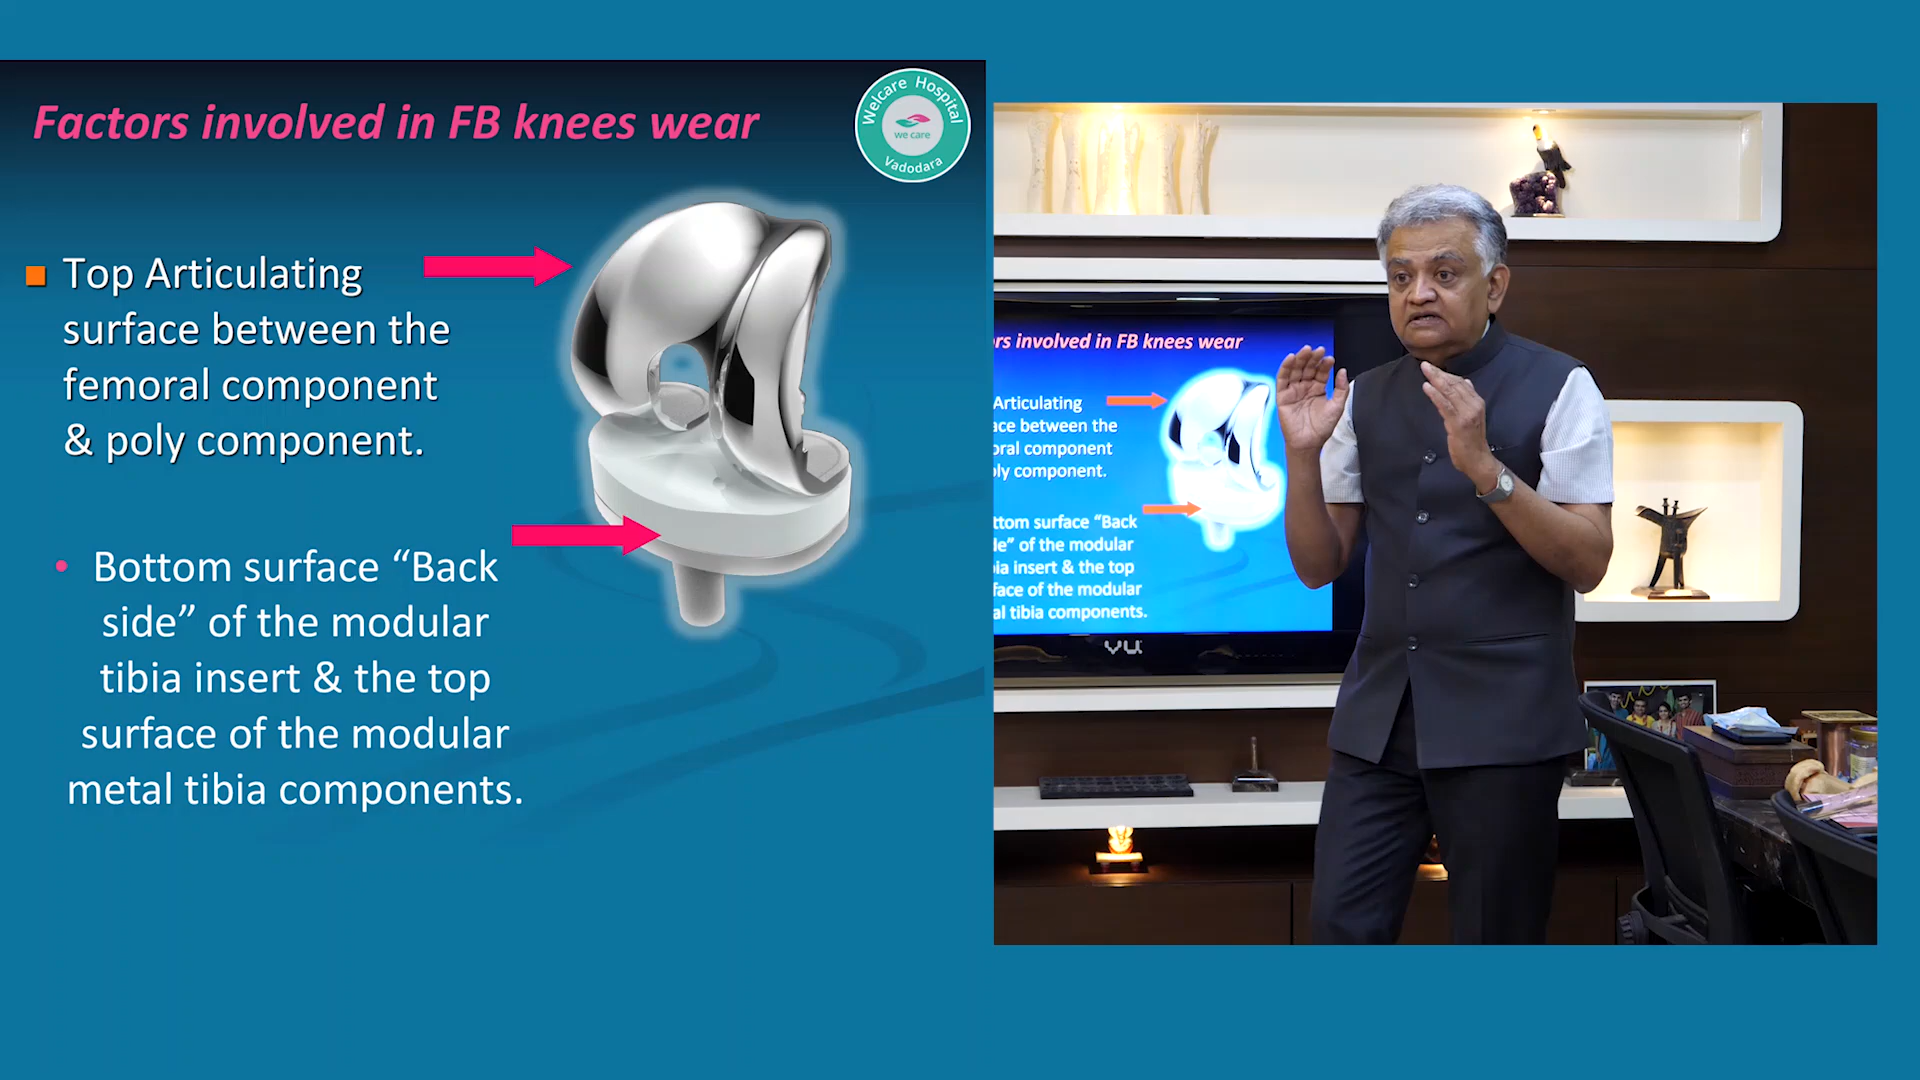 Factors involved in FB knees wear
Welcare Hospital
we care
Vadodara
Top Articulating
surface between the
femoral component
& poly component.
Bottom surface “Back
side” of the modular
tibia insert & the top
surface of the modular
metal tibia components.
rs involved in FB knees wear
Articulating
ace between the
oral component
ly component.
ttom surface “Back
le” of the modular
ia insert & the top
face of the modular
al tibia components.
VU